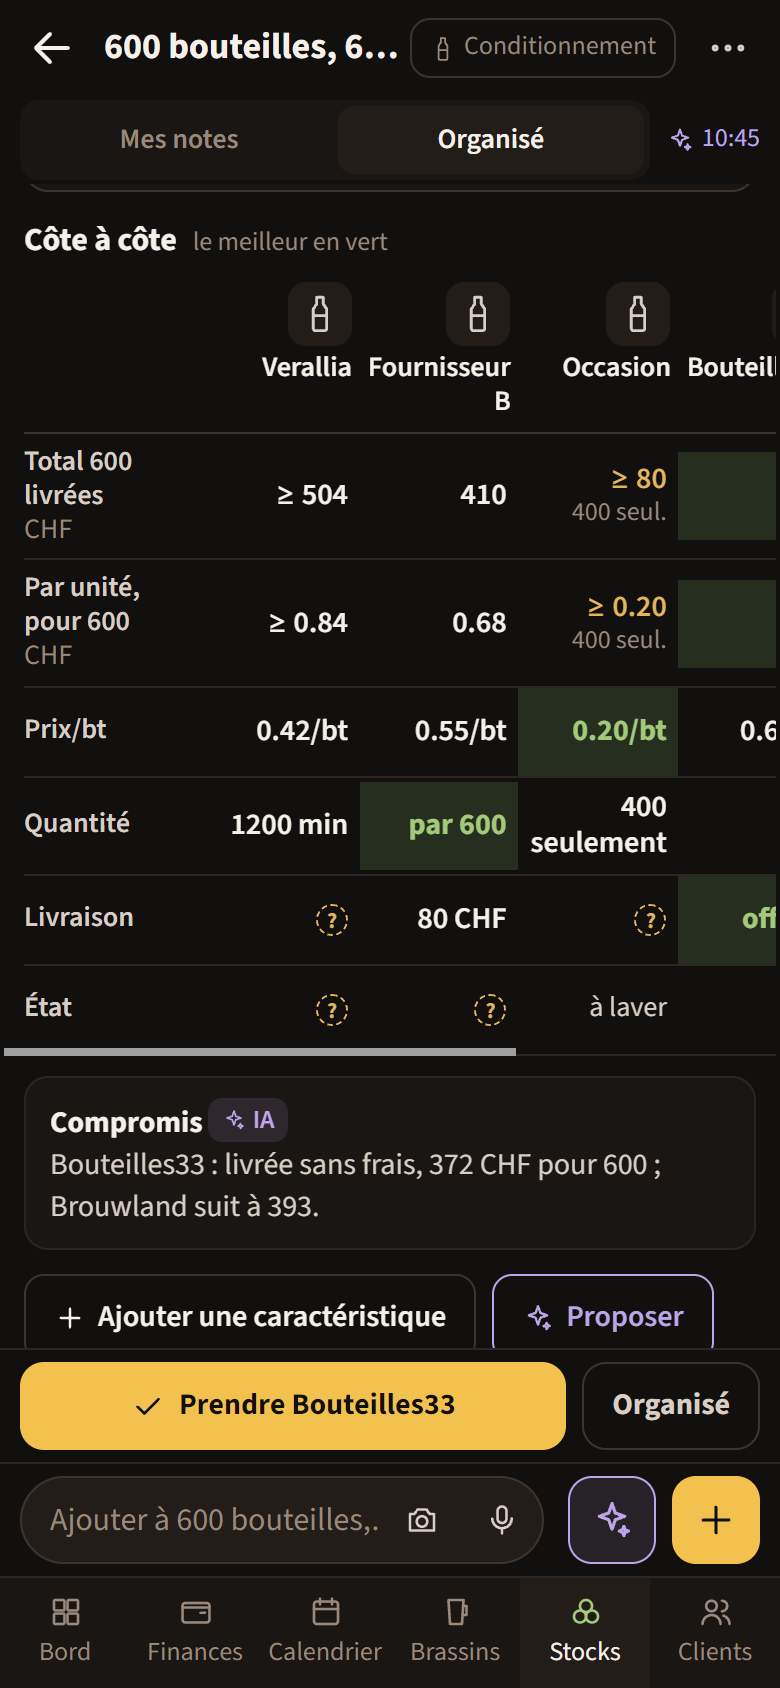 600 bouteilles, 6...
Conditionnement
Mes notes
Organisé
10:45
Côte à côte le meilleur en vert
Verallia Fournisseur B Occasion Bouteil
Total 600 livrées CHF ≥ 504 410 ≥ 80 400 seul.
Par unité, pour 600 CHF ≥ 0.84 0.68 ≥ 0.20 400 seul.
Prix/bt 0.42/bt 0.55/bt 0.20/bt 0.6
Quantité 1200 min par 600 400 seulement
Livraison ? 80 CHF ? off
État ? ? à laver
Compromis IA
Bouteilles33 : livrée sans frais, 372 CHF pour 600 ;
Brouwland suit à 393.
+ Ajouter une caractéristique
Proposer
Prendre Bouteilles33
Organisé
Ajouter à 600 bouteilles,.
Bord Finances Calendrier Brassins Stocks Clients